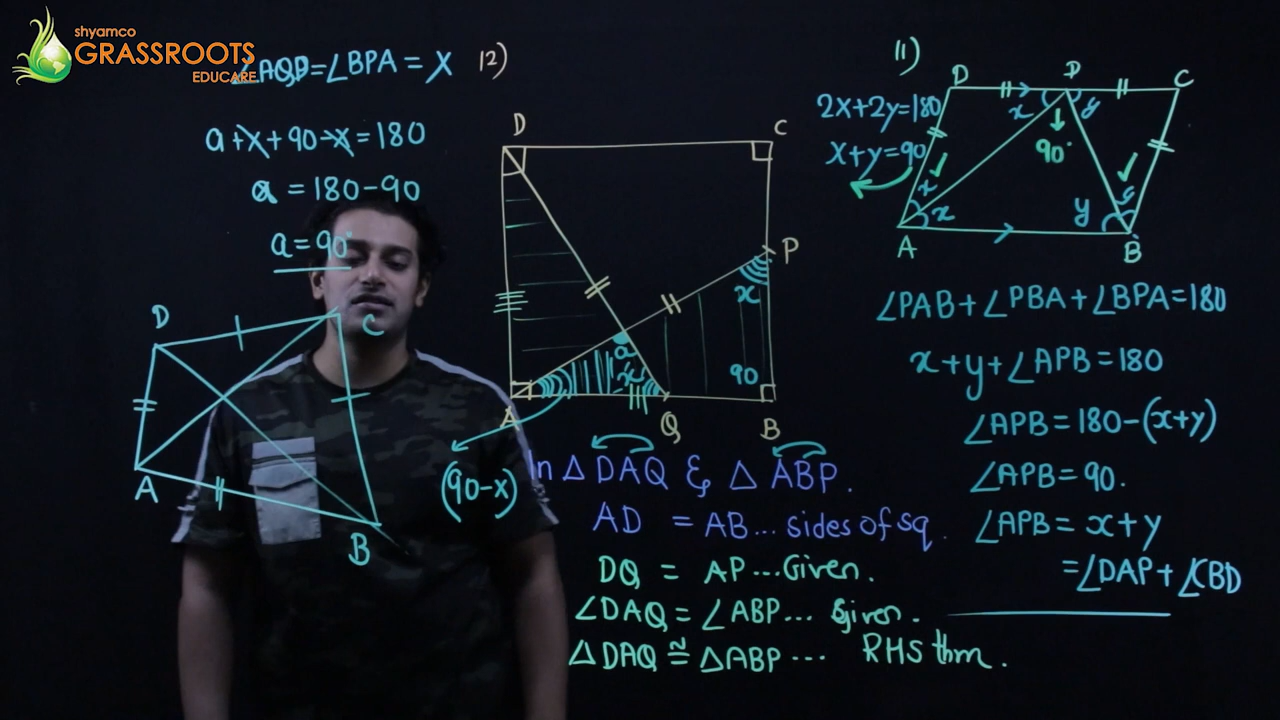 shyamco
GRASSROOTS
EDUCARE
∠AQD=∠BPA = X
a+x+90-x=180
a = 180-90
a=90°
D
C
A
B
(90-x)
12)
D
C
P
x
a
x
90
A
Q
B
In △ DAQ & △ ABP.
AD = AB... sides of sq.
DQ = AP...Given.
∠DAQ = ∠ABP... Given.
△DAQ ≅ △ABP ... RHS thm.
11)
D
P
C
2x+2y=180
x+y=90
x
y
90°
x
y
x
y
A
B
∠PAB+∠PBA+∠BPA=180
x+y+∠APB=180
∠APB=180-(x+y)
∠APB=90.
∠APB= x+y
=∠DAP+∠CBD